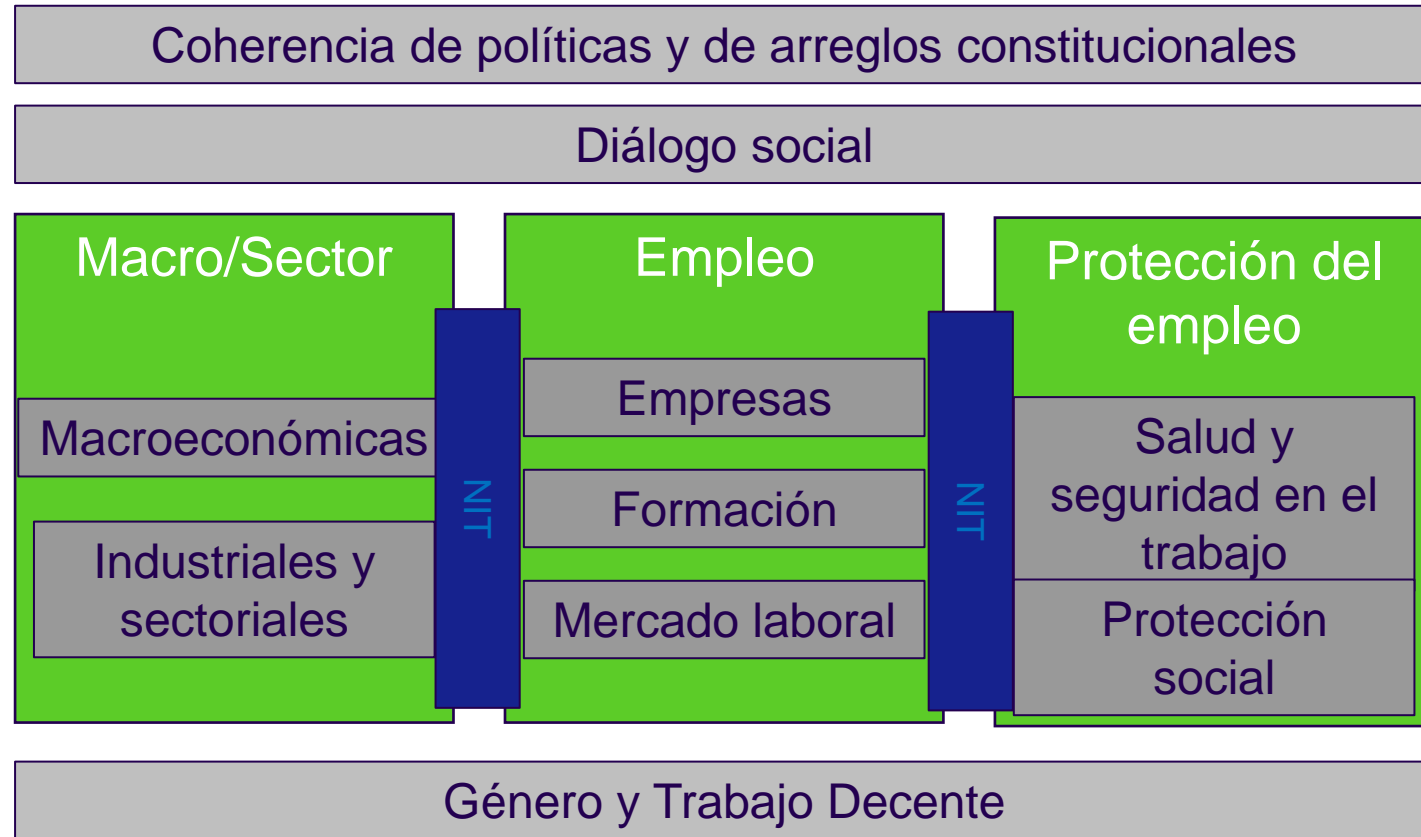 Coherencia de políticas y de arreglos constitucionales
Diálogo social
Macro/Sector
Macroeconómicas
Industriales y
sectoriales
NIT
Empleo
Empresas
Formación
Mercado laboral
NIT
Protección del
empleo
Salud y
seguridad en el
trabajo
Protección
social
Género y Trabajo Decente